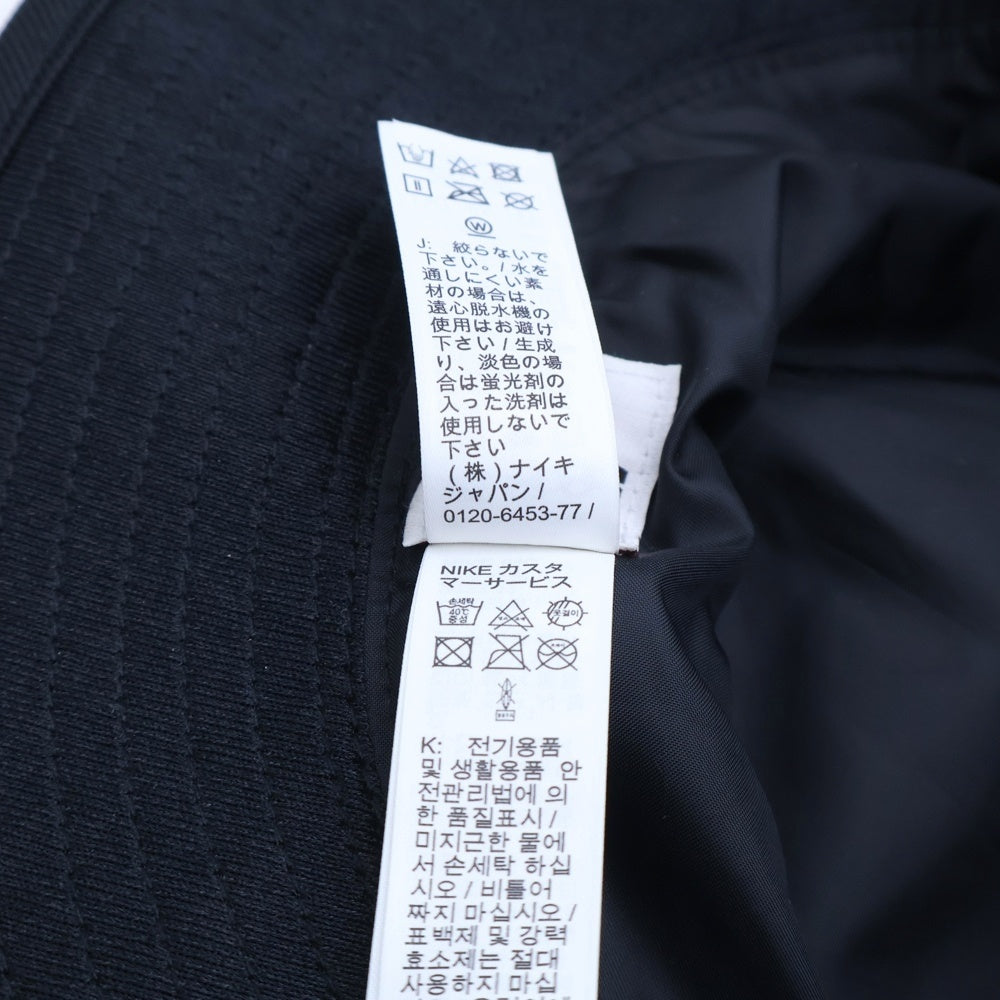 W
J: 絞らないで
下さい。/ 水を
通しにくい素
材の場合は、
遠心脱水機の
使用はお避け
下さい / 生成
り、淡色の場
合は蛍光剤の
入った洗剤は
使用しないで
下さい
(株) ナイキ
ジャパン /
0120-6453-77 /
NIKE カスタ
マーサービス
손세탁
40℃
중성
옷걸이
K: 전기용품
및 생활용품 안
전관리법에 의
한 품질표시 /
미지근한 물에
서 손세탁 하십
시오 / 비틀어
짜지 마십시오 /
표백제 및 강력
효소제는 절대
사용하지 마십